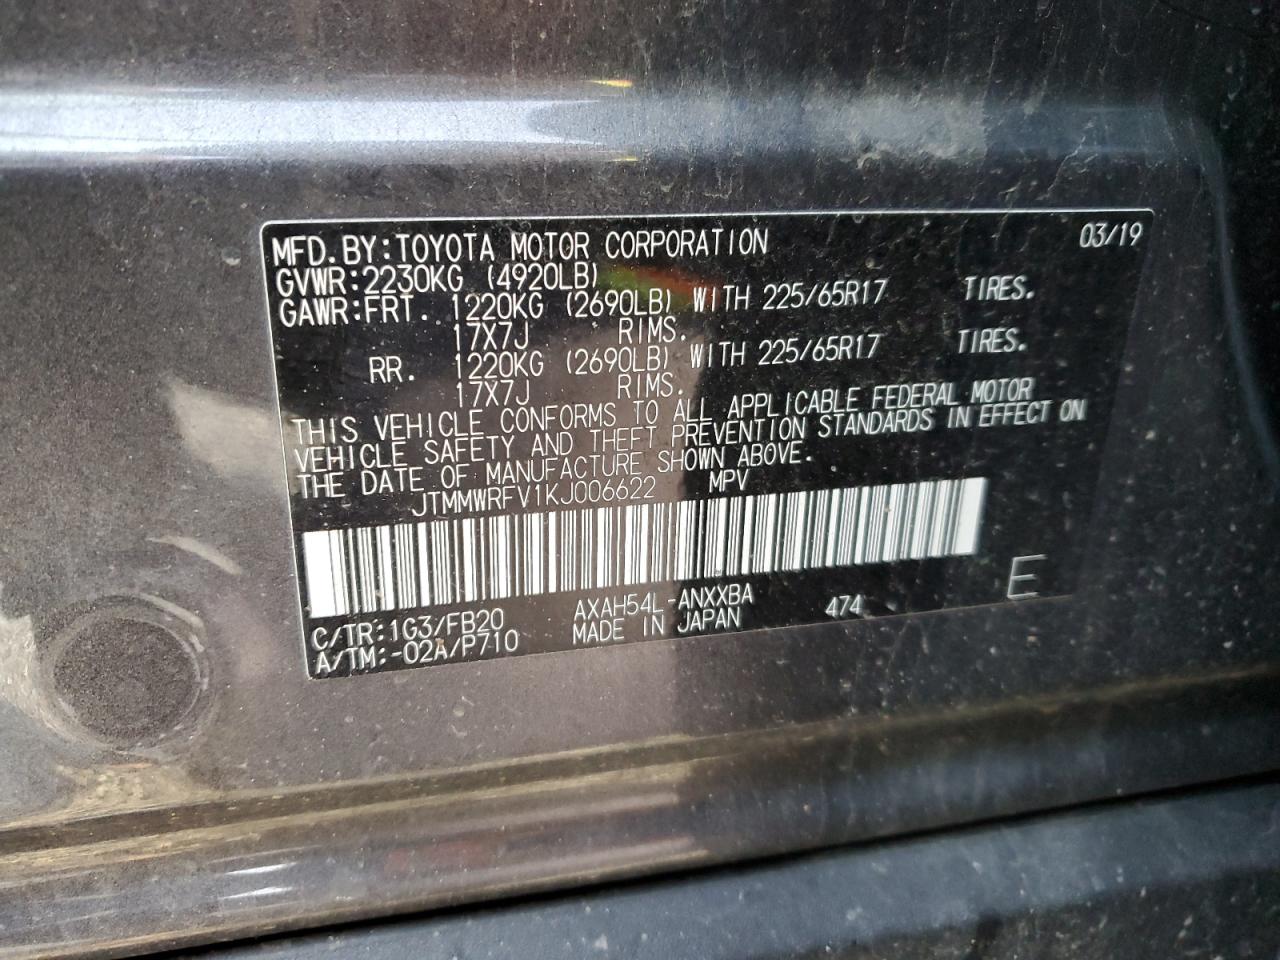 MFD.BY:TOYOTA MOTOR CORPORATION 03/19
GVWR:2230KG (4920LB)
GAWR:FRT. 1220KG (2690LB) WITH 225/65R17 TIRES.
17X7J RIMS.
RR. 1220KG (2690LB) WITH 225/65R17 TIRES.
17X7J RIMS.
THIS VEHICLE CONFORMS TO ALL APPLICABLE FEDERAL MOTOR
VEHICLE SAFETY AND THEFT PREVENTION STANDARDS IN EFFECT ON
THE DATE OF MANUFACTURE SHOWN ABOVE.
JTMMWRFV1KJ006622 MPV
E
C/TR:1G3/FB20 AXAH54L-ANXXBA 474
A/TM:-02A/P710 MADE IN JAPAN